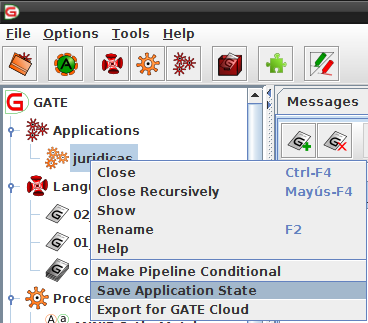 File Options Tools Help
GATE
Messages
Applications
juridicas
Close Ctrl-F4
Close Recursively Mayús-F4
Show
Rename F2
Help
Make Pipeline Conditional
Save Application State
Export for GATE Cloud
Langu
02
01
co
Proce